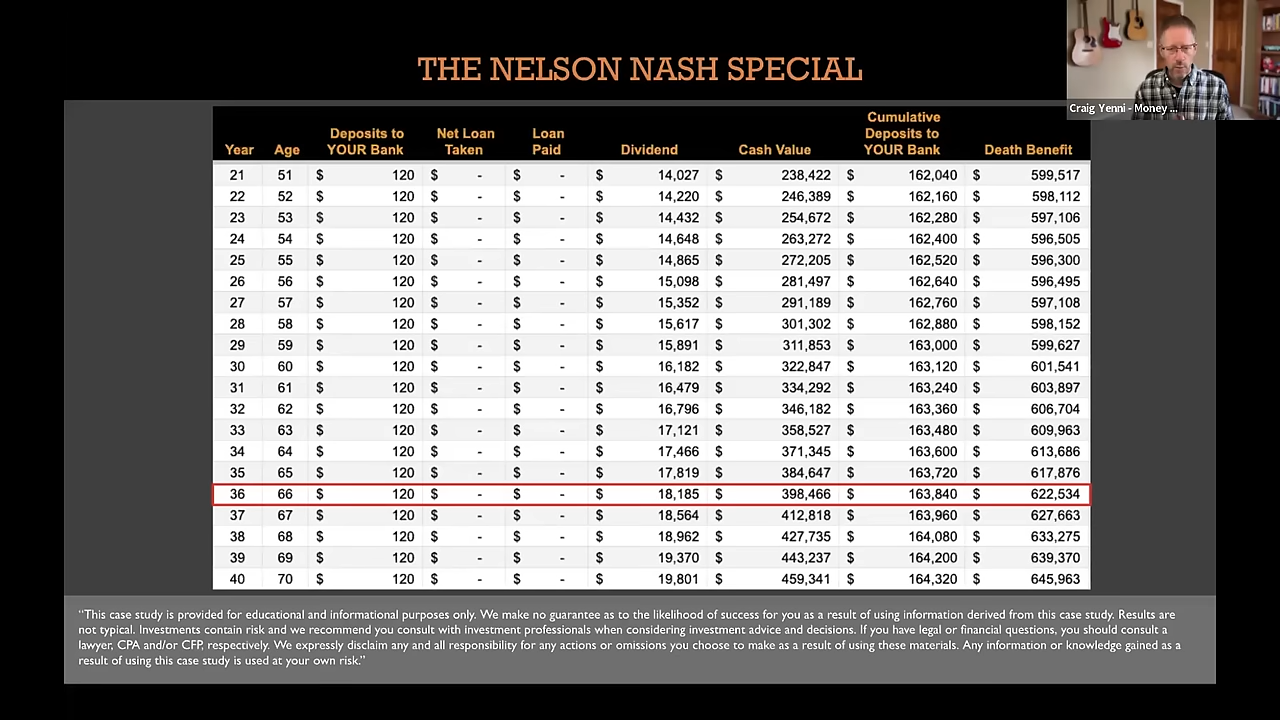 THE NELSON NASH SPECIAL
Craig Yenni - Money ...
Year Age Deposits to YOUR Bank Net Loan Taken Loan Paid Dividend Cash Value Cumulative Deposits to YOUR Bank Death Benefit
21 51 $ 120 $ - $ - $ 14,027 $ 238,422 $ 162,040 $ 599,517
22 52 $ 120 $ - $ - $ 14,220 $ 246,389 $ 162,160 $ 598,112
23 53 $ 120 $ - $ - $ 14,432 $ 254,672 $ 162,280 $ 597,106
24 54 $ 120 $ - $ - $ 14,648 $ 263,272 $ 162,400 $ 596,505
25 55 $ 120 $ - $ - $ 14,865 $ 272,205 $ 162,520 $ 596,300
26 56 $ 120 $ - $ - $ 15,098 $ 281,497 $ 162,640 $ 596,495
27 57 $ 120 $ - $ - $ 15,352 $ 291,189 $ 162,760 $ 597,108
28 58 $ 120 $ - $ - $ 15,617 $ 301,302 $ 162,880 $ 598,152
29 59 $ 120 $ - $ - $ 15,891 $ 311,853 $ 163,000 $ 599,627
30 60 $ 120 $ - $ - $ 16,182 $ 322,847 $ 163,120 $ 601,541
31 61 $ 120 $ - $ - $ 16,479 $ 334,292 $ 163,240 $ 603,897
32 62 $ 120 $ - $ - $ 16,796 $ 346,182 $ 163,360 $ 606,704
33 63 $ 120 $ - $ - $ 17,121 $ 358,527 $ 163,480 $ 609,963
34 64 $ 120 $ - $ - $ 17,466 $ 371,345 $ 163,600 $ 613,686
35 65 $ 120 $ - $ - $ 17,819 $ 384,647 $ 163,720 $ 617,876
36 66 $ 120 $ - $ - $ 18,185 $ 398,466 $ 163,840 $ 622,534
37 67 $ 120 $ - $ - $ 18,564 $ 412,818 $ 163,960 $ 627,663
38 68 $ 120 $ - $ - $ 18,962 $ 427,735 $ 164,080 $ 633,275
39 69 $ 120 $ - $ - $ 19,370 $ 443,237 $ 164,200 $ 639,370
40 70 $ 120 $ - $ - $ 19,801 $ 459,341 $ 164,320 $ 645,963
“This case study is provided for educational and informational purposes only. We make no guarantee as to the likelihood of success for you as a result of using information derived from this case study. Results are
not typical. Investments contain risk and we recommend you consult with investment professionals when considering investment advice and decisions. If you have legal or financial questions, you should consult a
lawyer, CPA and/or CFP, respectively. We expressly disclaim any and all responsibility for any actions or omissions you choose to make as a result of using these materials. Any information or knowledge gained as a
result of using this case study is used at your own risk.”